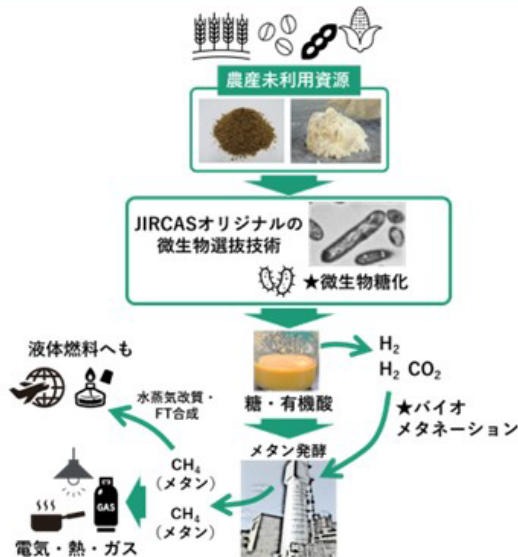 農産未利用資源
JIRCASオリジナルの
微生物選抜技術
★微生物糖化
液体燃料へも
水蒸気改質・
FT合成
糖・有機酸
H₂
H₂ CO₂
★バイオ
メタネーション
メタン発酵
CH₄
（メタン）
CH₄
（メタン）
GAS
電気・熱・ガス